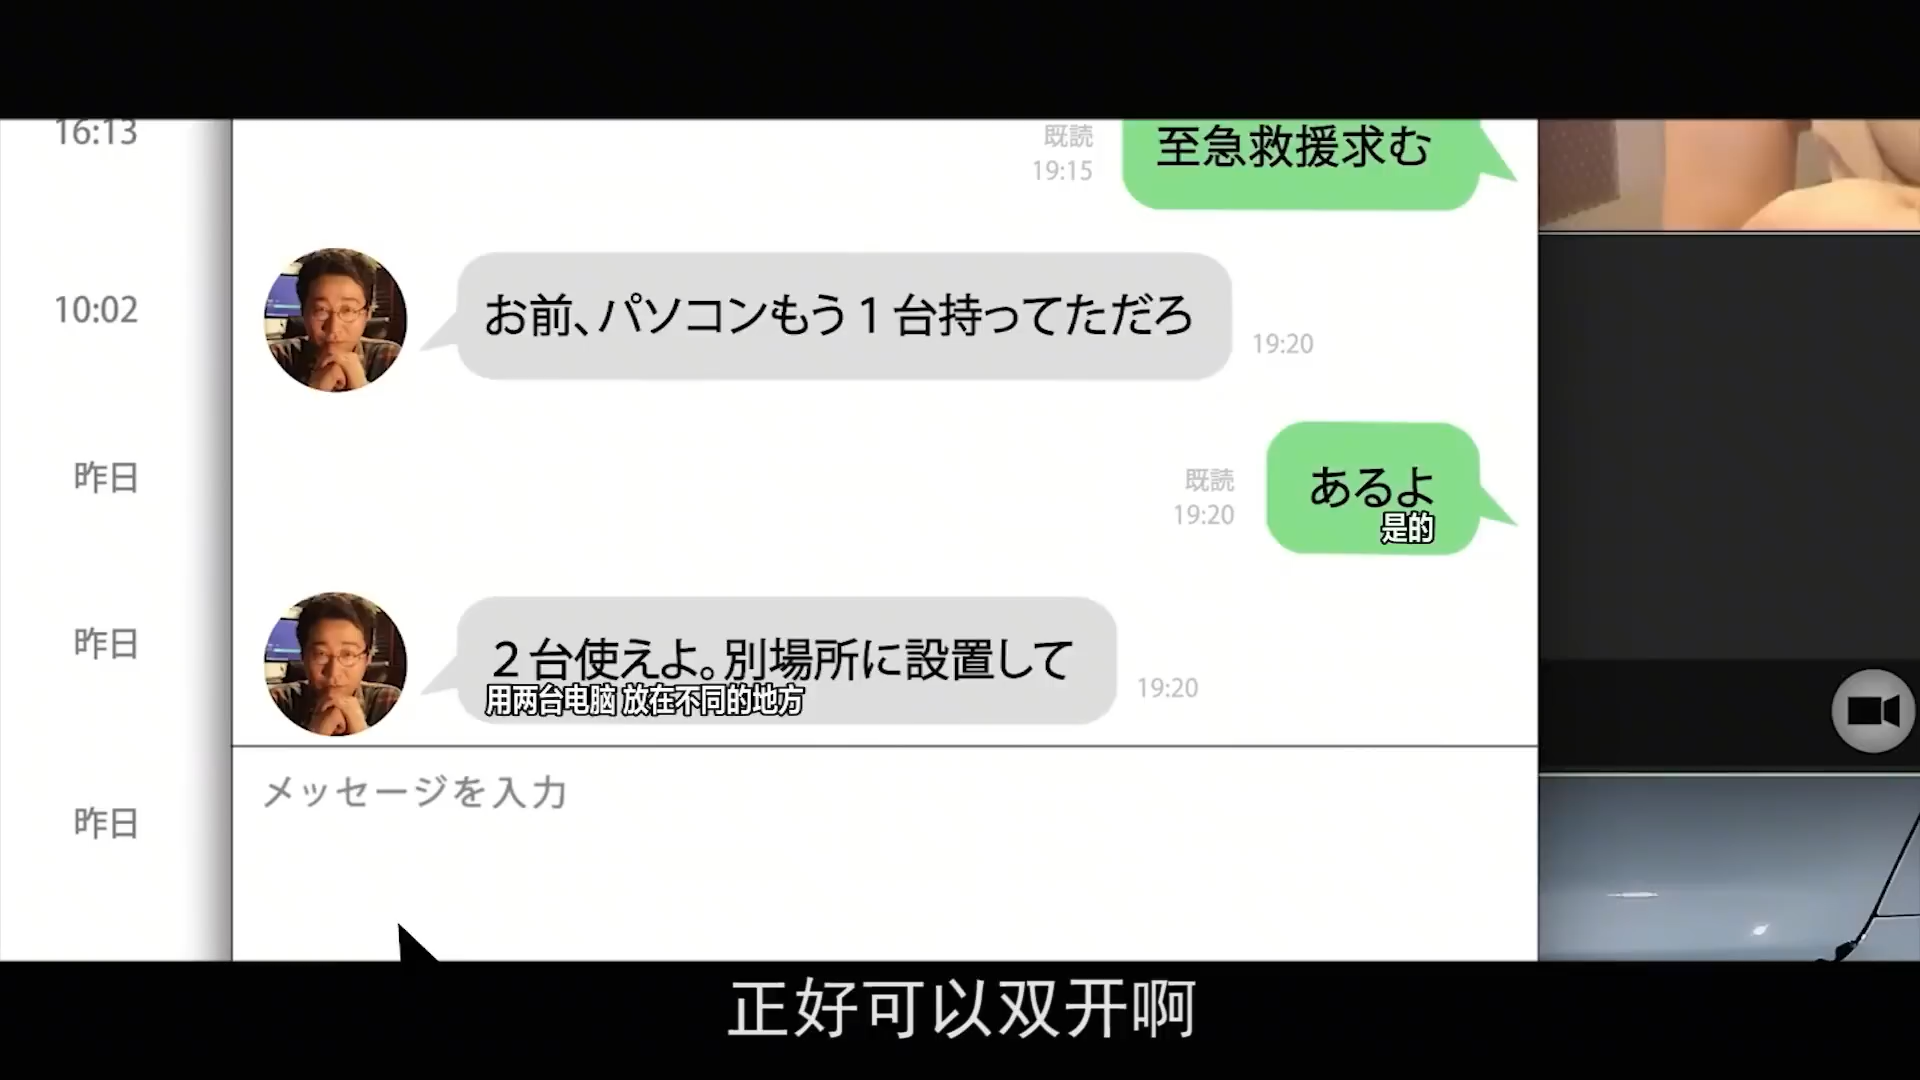 16:13
既読
19:15
至急救援求む
10:02
お前、パソコンもう1台持ってただろ
19:20
昨日
既読
19:20
あるよ
是的
昨日
2台使えよ。別場所に設置して
用两台电脑 放在不同的地方
19:20
メッセージを入力
昨日
正好可以双开啊